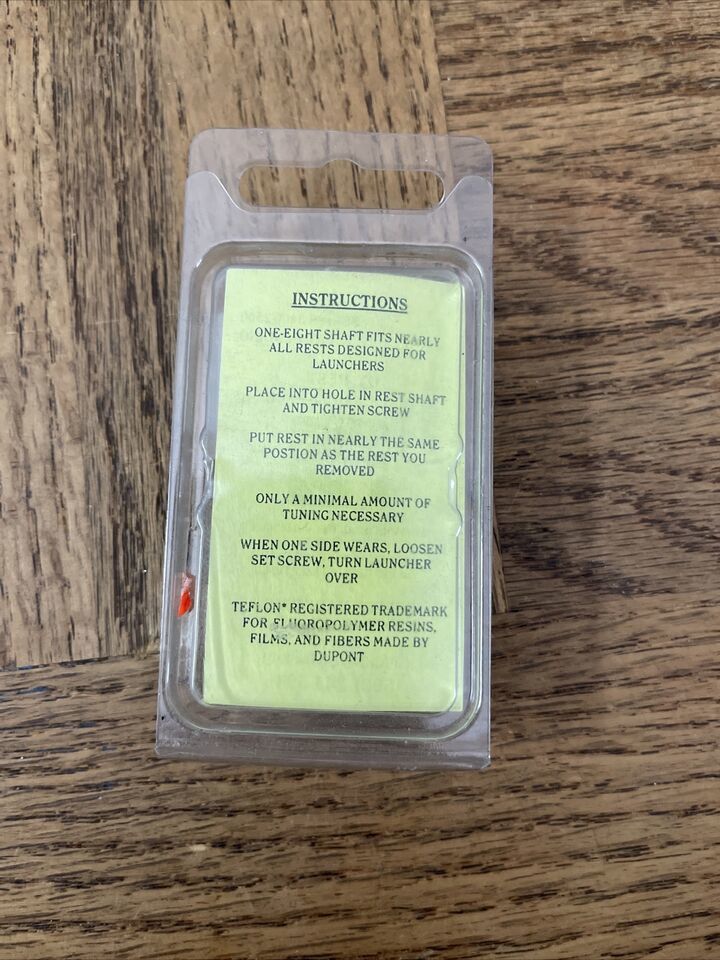 INSTRUCTIONS
ONE-EIGHT SHAFT FITS NEARLY
ALL RESTS DESIGNED FOR
LAUNCHERS
PLACE INTO HOLE IN REST SHAFT
AND TIGHTEN SCREW
PUT REST IN NEARLY THE SAME
POSTION AS THE REST YOU
REMOVED
ONLY A MINIMAL AMOUNT OF
TUNING NECESSARY
WHEN ONE SIDE WEARS, LOOSEN
SET SCREW, TURN LAUNCHER
OVER
TEFLON* REGISTERED TRADEMARK
FOR FLUOROPOLYMER RESINS,
FILMS, AND FIBERS MADE BY
DUPONT